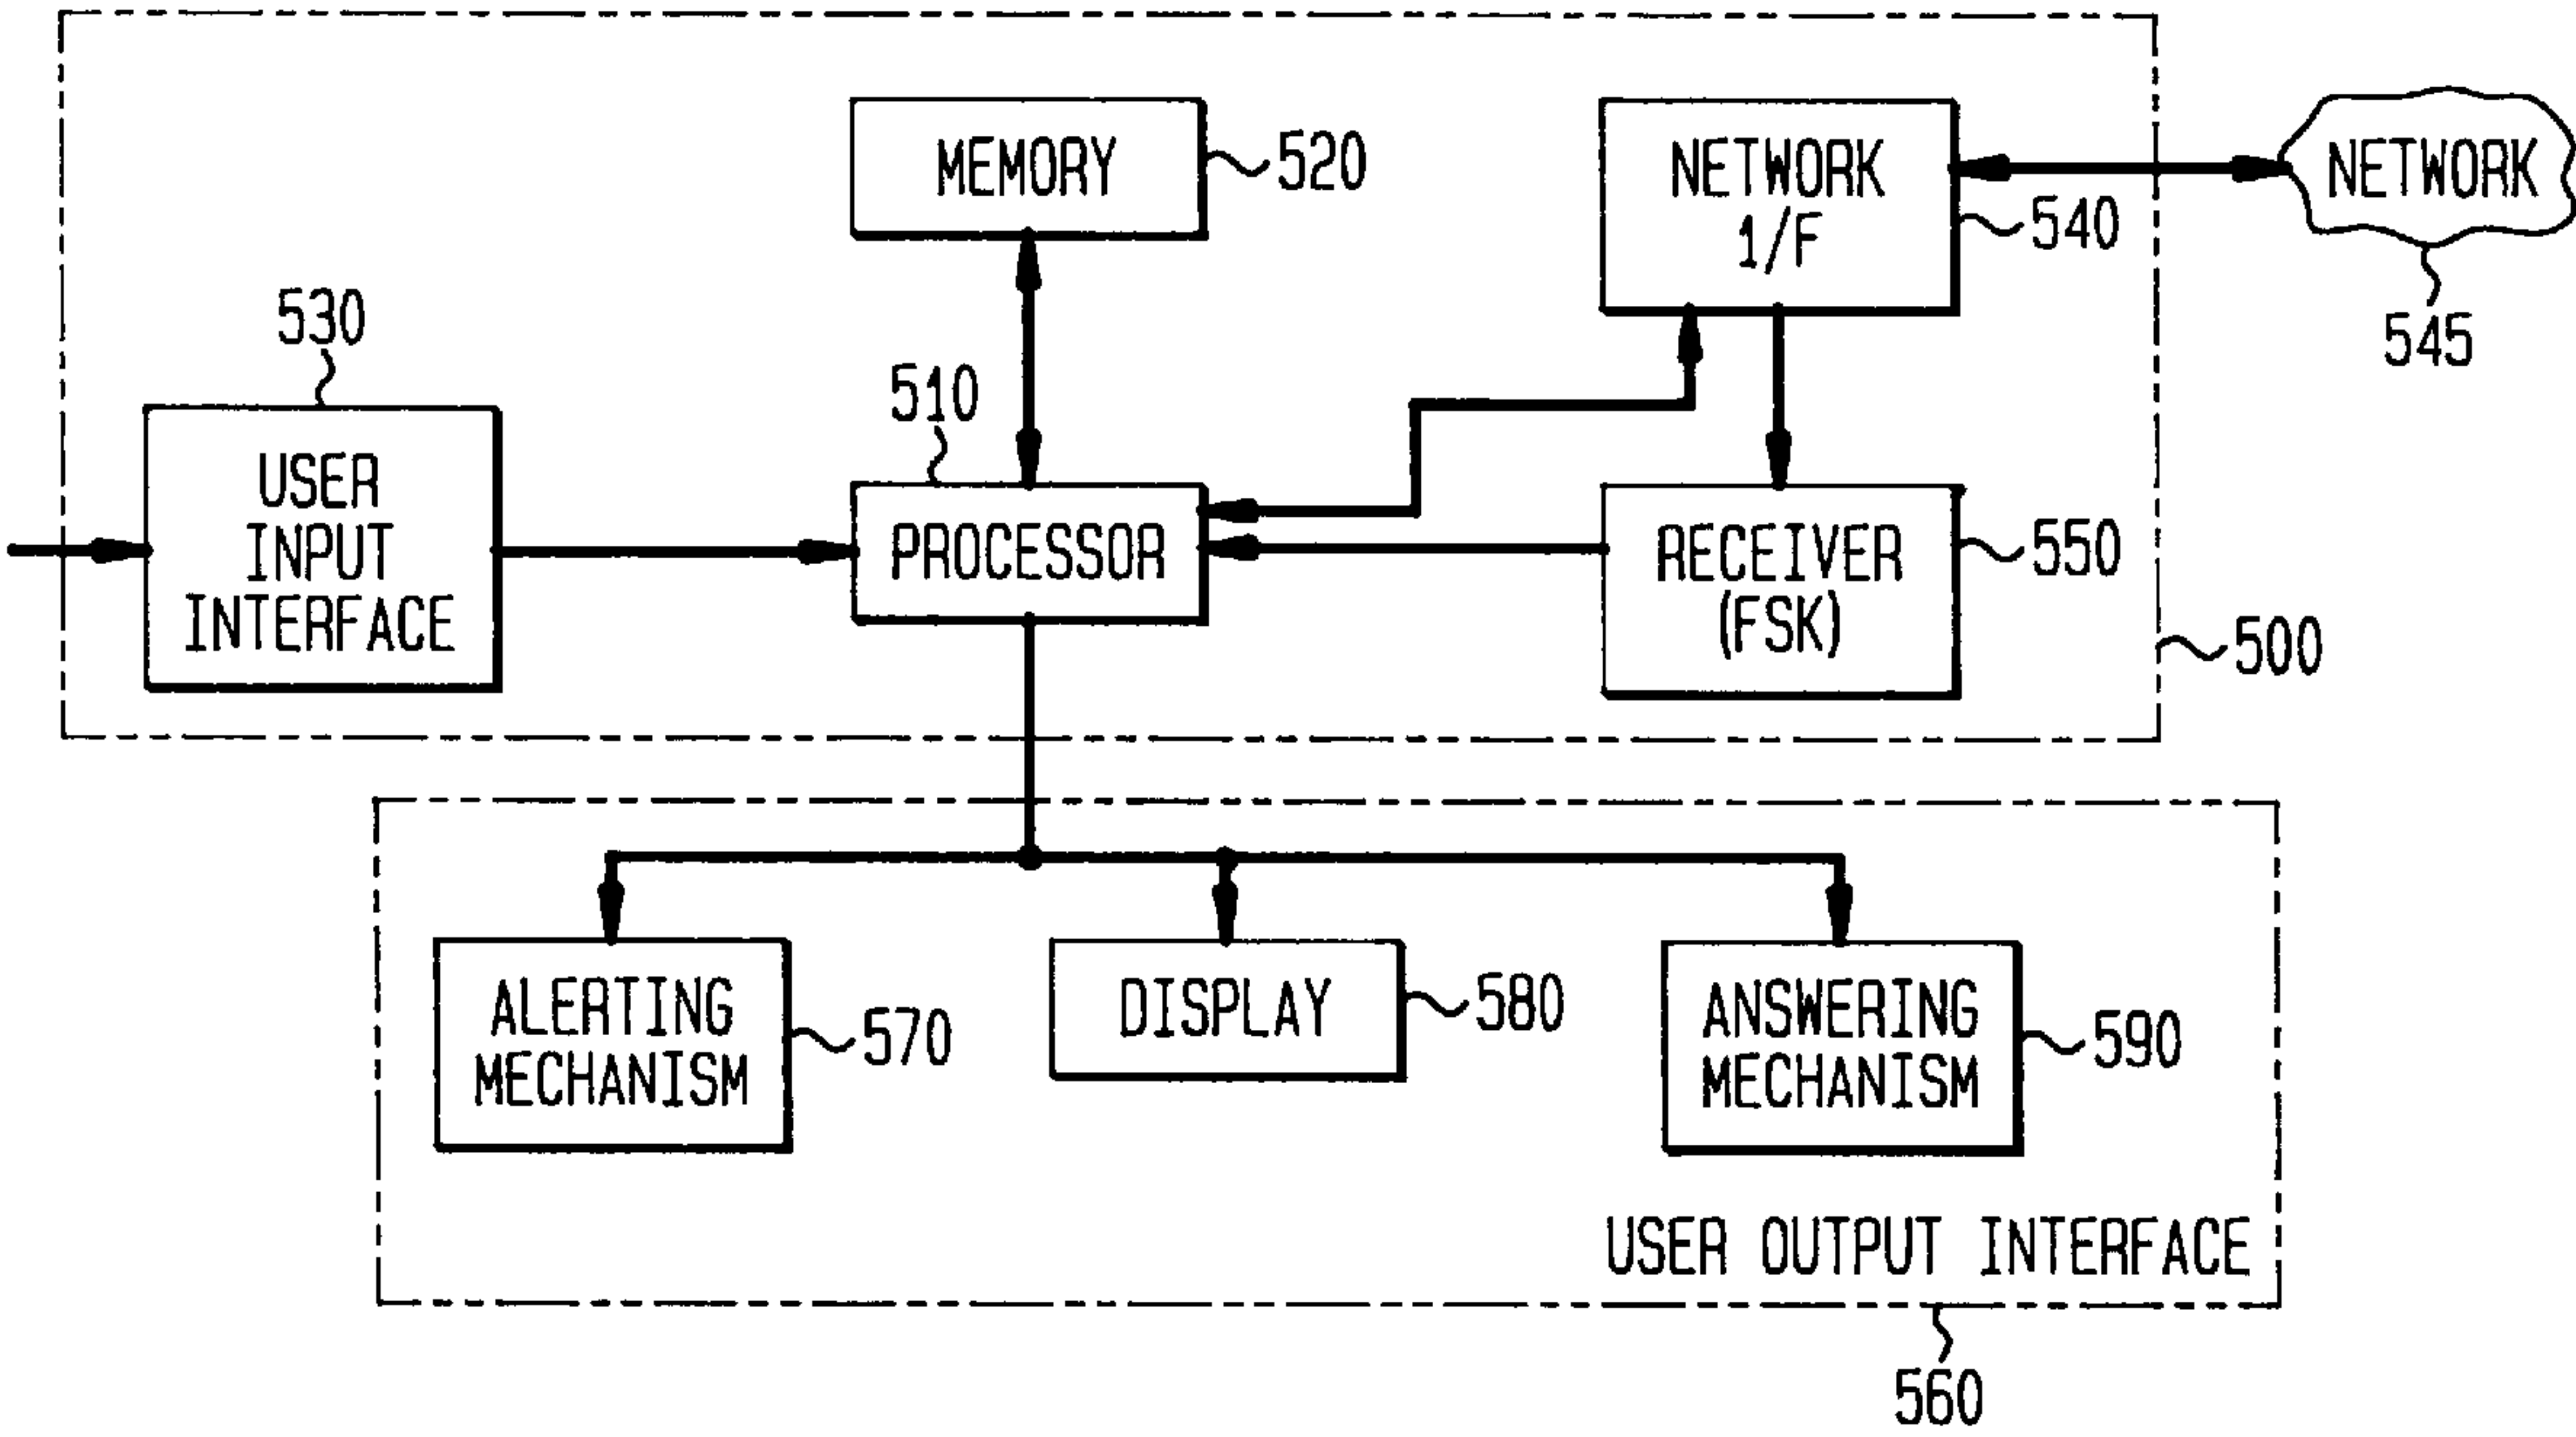 MEMORY
520
NETWORK
1/F
540
NETWORK
545
530
USER
INPUT
INTERFACE
510
PROCESSOR
RECEIVER
(FSK)
550
500
ALERTING
MECHANISM
570
DISPLAY
580
ANSWERING
MECHANISM
590
USER OUTPUT INTERFACE
560